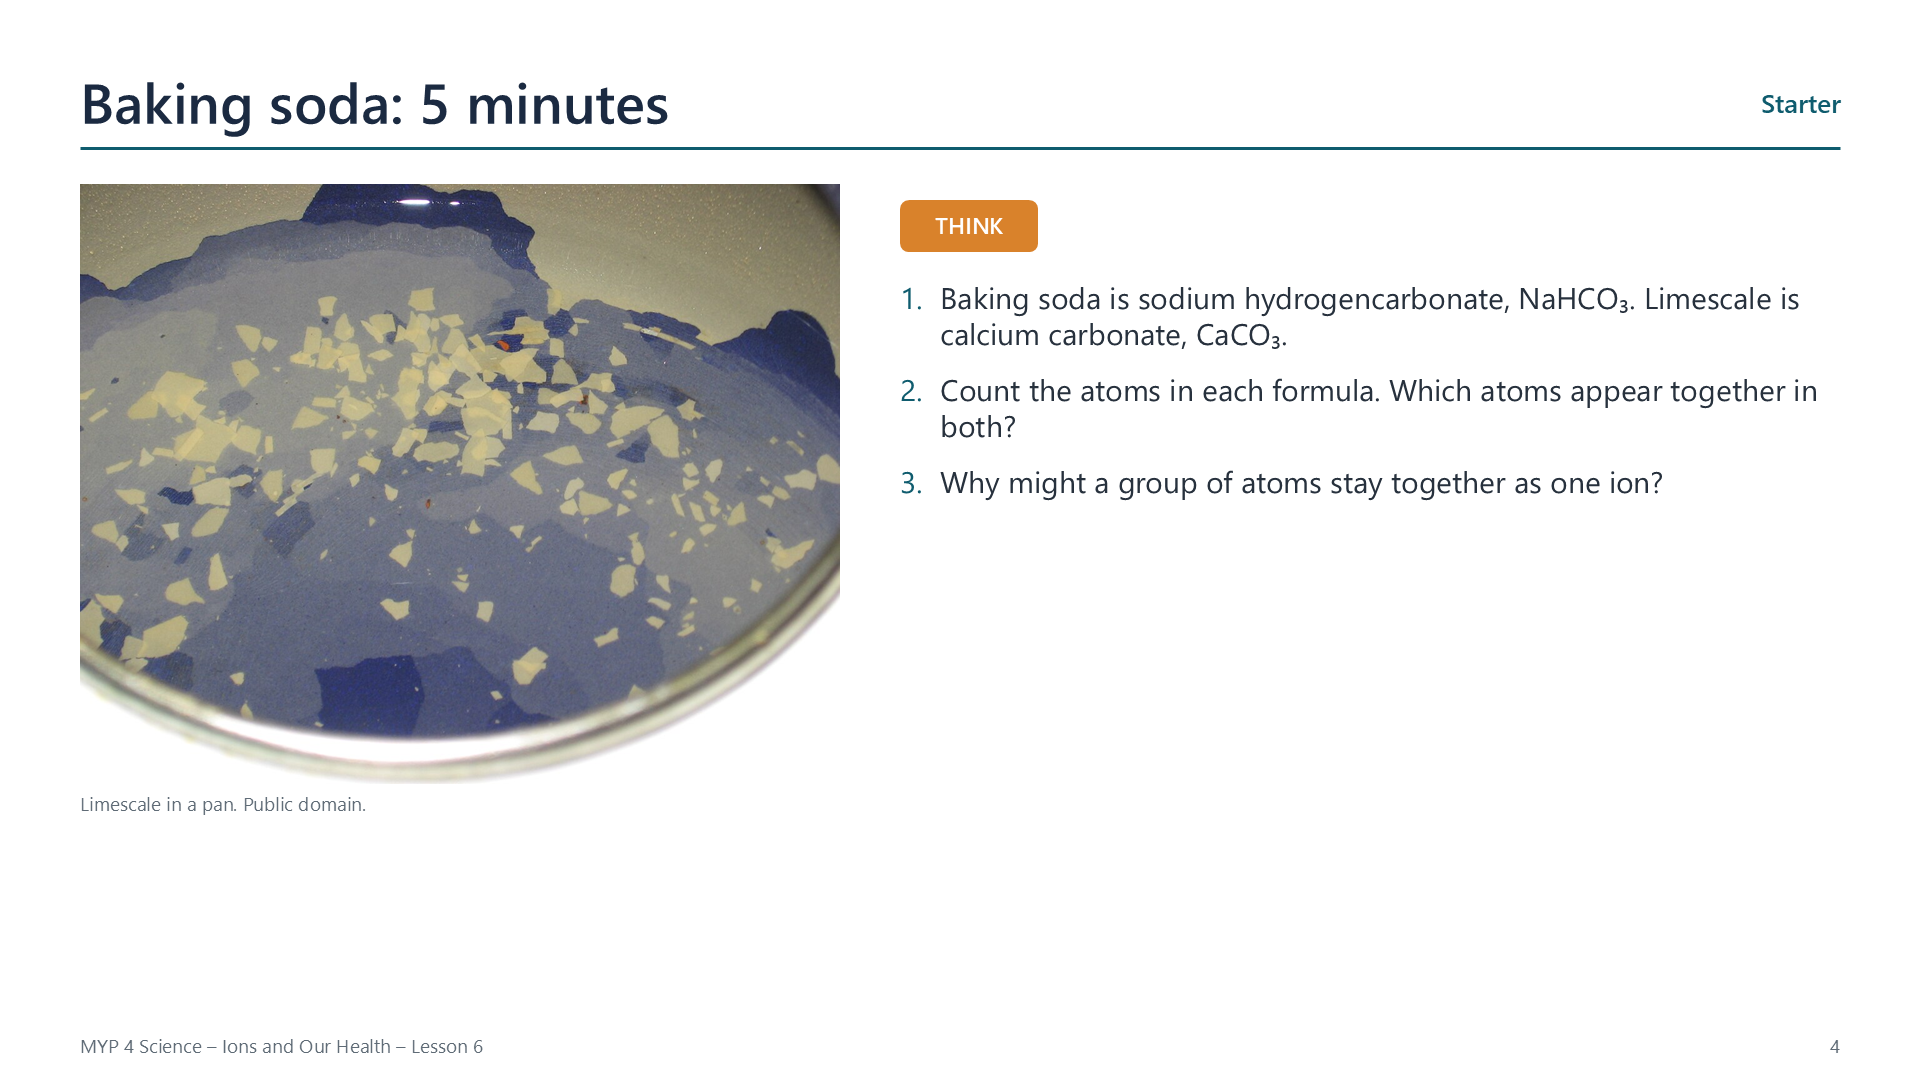 Baking soda: 5 minutes
Starter
THINK
1. Baking soda is sodium hydrogencarbonate, NaHCO₃. Limescale is
calcium carbonate, CaCO₃.
2. Count the atoms in each formula. Which atoms appear together in
both?
3. Why might a group of atoms stay together as one ion?
Limescale in a pan. Public domain.
MYP 4 Science – Ions and Our Health – Lesson 6
4